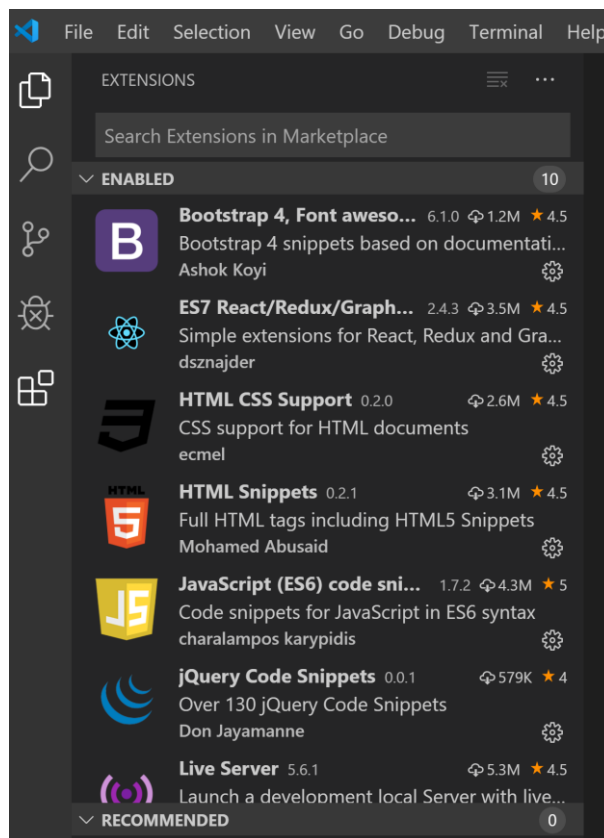 File Edit Selection View Go Debug Terminal Help
EXTENSIONS
Search Extensions in Marketplace
ENABLED 10
Bootstrap 4, Font aweso... 6.1.0 1.2M 4.5
B
Bootstrap 4 snippets based on documentati...
Ashok Koyi
ES7 React/Redux/Graph... 2.4.3 3.5M 4.5
Simple extensions for React, Redux and Gra...
dsznajder
HTML CSS Support 0.2.0 2.6M 4.5
CSS support for HTML documents
ecmel
HTML
HTML Snippets 0.2.1 3.1M 4.5
5
Full HTML tags including HTML5 Snippets
Mohamed Abusaid
JavaScript (ES6) code sni... 1.7.2 4.3M 5
JS
Code snippets for JavaScript in ES6 syntax
charalampos karypidis
jQuery Code Snippets 0.0.1 579K 4
Over 130 jQuery Code Snippets
Don Jayamanne
Live Server 5.6.1 5.3M 4.5
Launch a development local Server with live...
RECOMMENDED 0